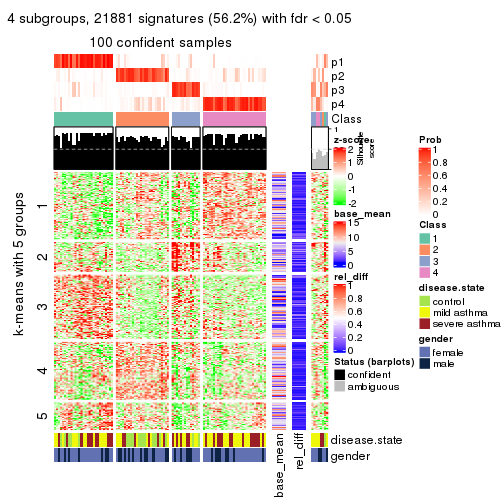 4 subgroups, 21881 signatures (56.2%) with fdr < 0.05
100 confident samples
p1
p2
p3
p4
Class
1
silhouette
score
k-means with 5 groups
1
2
3
4
5
z-score
2
1
0
-1
-2
base_mean
15
10
5
0
rel_diff
1
0.8
0.6
0.4
0.2
0
Status (barplots)
confident
ambiguous
Prob
1
0.8
0.6
0.4
0.2
0
Class
1
2
3
4
disease.state
control
mild asthma
severe asthma
gender
female
male
disease.state
gender
base_mean
rel_diff